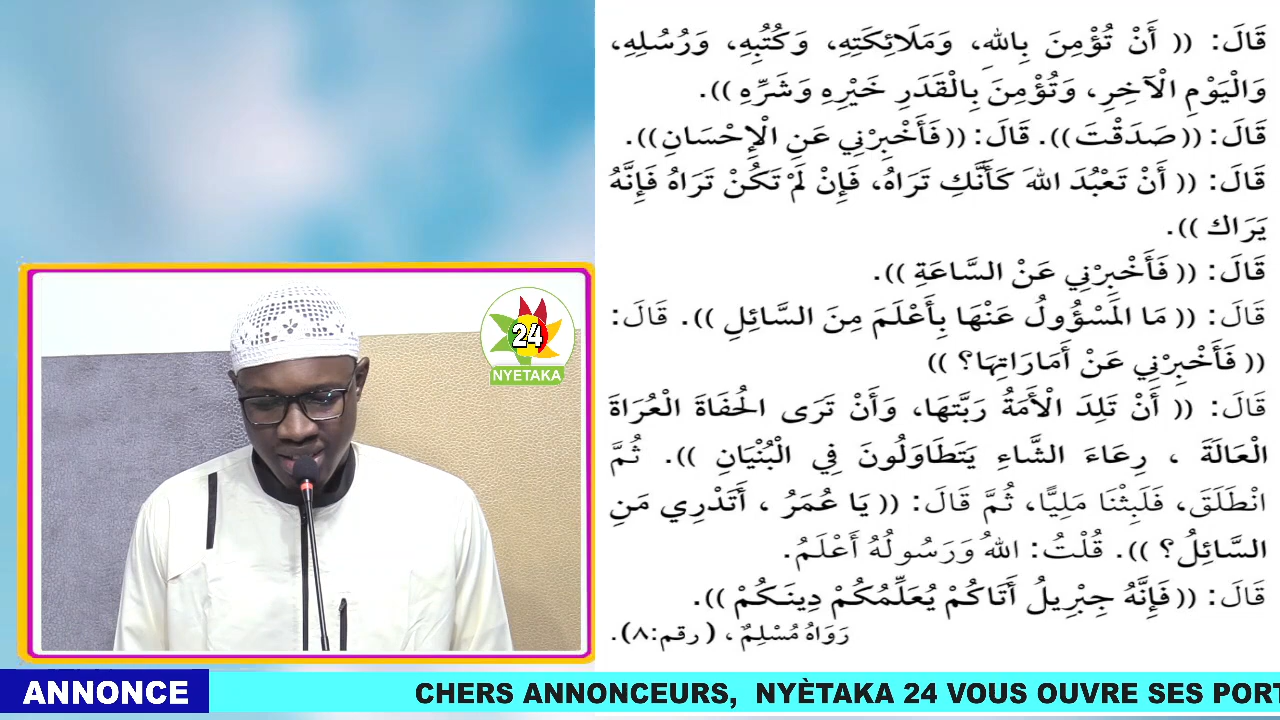 قَالَ: (( أَنْ تُؤْمِنَ بِاللهِ، وَمَلَائِكَتِهِ، وَكُتُبِهِ، وَرُسُلِهِ،
وَالْيَوْمِ الْآخِرِ، وَتُؤْمِنَ بِالْقَدَرِ خَيْرِهِ وَشَرِّهِ )).
قَالَ: (( صَدَقْتَ )). قَالَ: (( فَأَخْبِرْنِي عَنِ الْإِحْسَانِ )).
قَالَ: (( أَنْ تَعْبُدَ اللهَ كَأَنَّكَ تَرَاهُ، فَإِنْ لَمْ تَكُنْ تَرَاهُ فَإِنَّهُ
يَرَاك )).
قَالَ: (( فَأَخْبِرْنِي عَنْ السَّاعَةِ )).
قَالَ: (( مَا الْمَسْؤُولُ عَنْهَا بِأَعْلَمَ مِنَ السَّائِلِ )). قَالَ:
(( فَأَخْبِرْنِي عَنْ أَمَارَاتِهَا؟ ))
قَالَ: (( أَنْ تَلِدَ الْأَمَةُ رَبَّتَهَا، وَأَنْ تَرَى الْحُفَاةَ الْعُرَاةَ
الْعَالَةَ ، رِعَاءَ الشَّاءِ يَتَطَاوَلُونَ فِي الْبُنْيَانِ )). ثُمَّ
انْطَلَقَ، فَلَبِثْنَا مَلِيًّا، ثُمَّ قَالَ: (( يَا عُمَرُ ، أَتَدْرِي مَنِ
السَّائِلُ؟ )). قُلْتُ: اللهُ وَرَسُولُهُ أَعْلَمُ.
قَالَ: (( فَإِنَّهُ جِبْرِيلُ أَتَاكُمْ يُعَلِّمُكُمْ دِينَكُمْ )).
رَوَاهُ مُسْلِمٌ ، ( رقم:٨).
24
NYETAKA
ANNONCE
CHERS ANNONCEURS, NYÈTAKA 24 VOUS OUVRE SES PORT